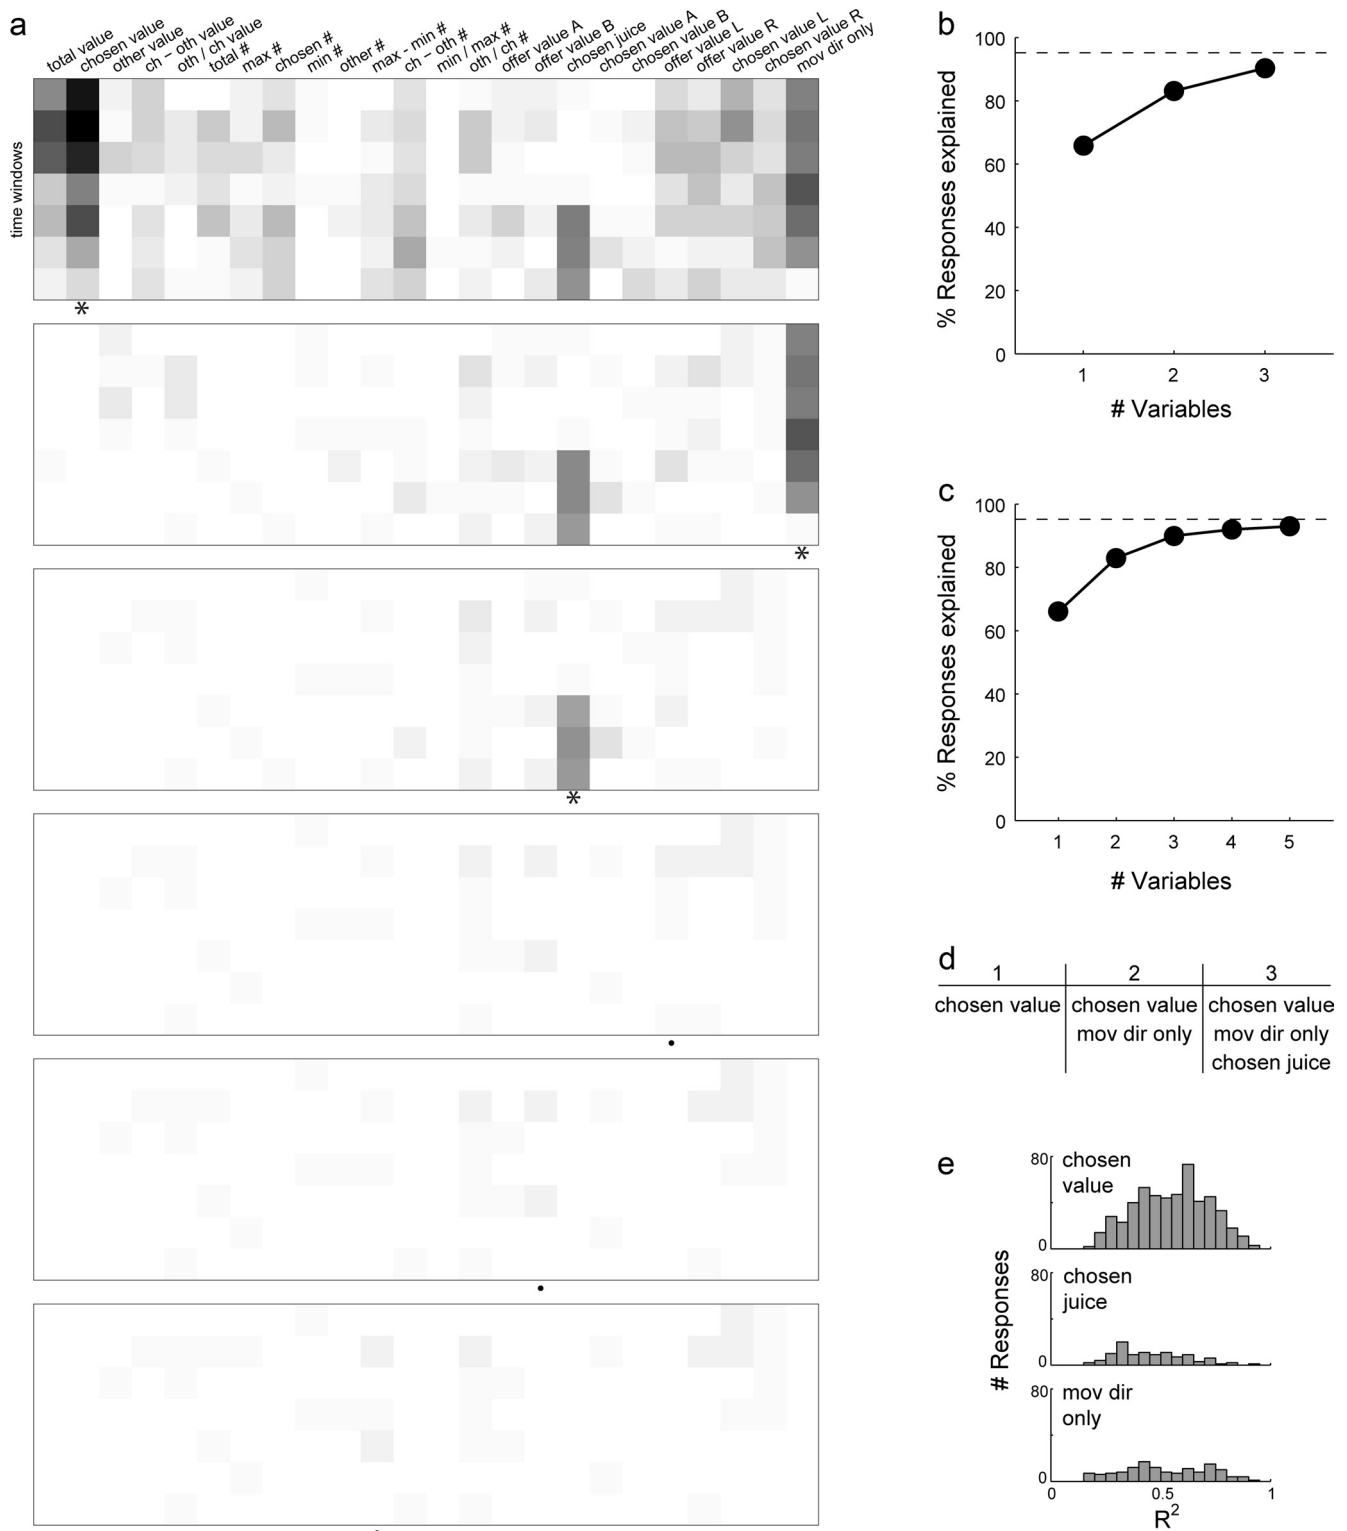 a
total value
chosen value
other value
ch – oth value
oth / ch value
total #
max #
chosen #
min #
other #
max - min #
ch – oth #
min / max #
oth / ch #
offer value A
offer value B
chosen juice
chosen value A
chosen value B
offer value L
offer value R
chosen value L
chosen value R
mov dir only
time windows
*
*
*
•
•
b
100
80
60
40
20
0
% Responses explained
1 2 3
# Variables
c
100
80
60
40
20
0
% Responses explained
1 2 3 4 5
# Variables
d
1 2 3
chosen value chosen value chosen value
mov dir only mov dir only
chosen juice
e
# Responses
80
chosen
value
0
80
chosen
juice
0
80
mov dir
only
0
0 0.5 1
R²